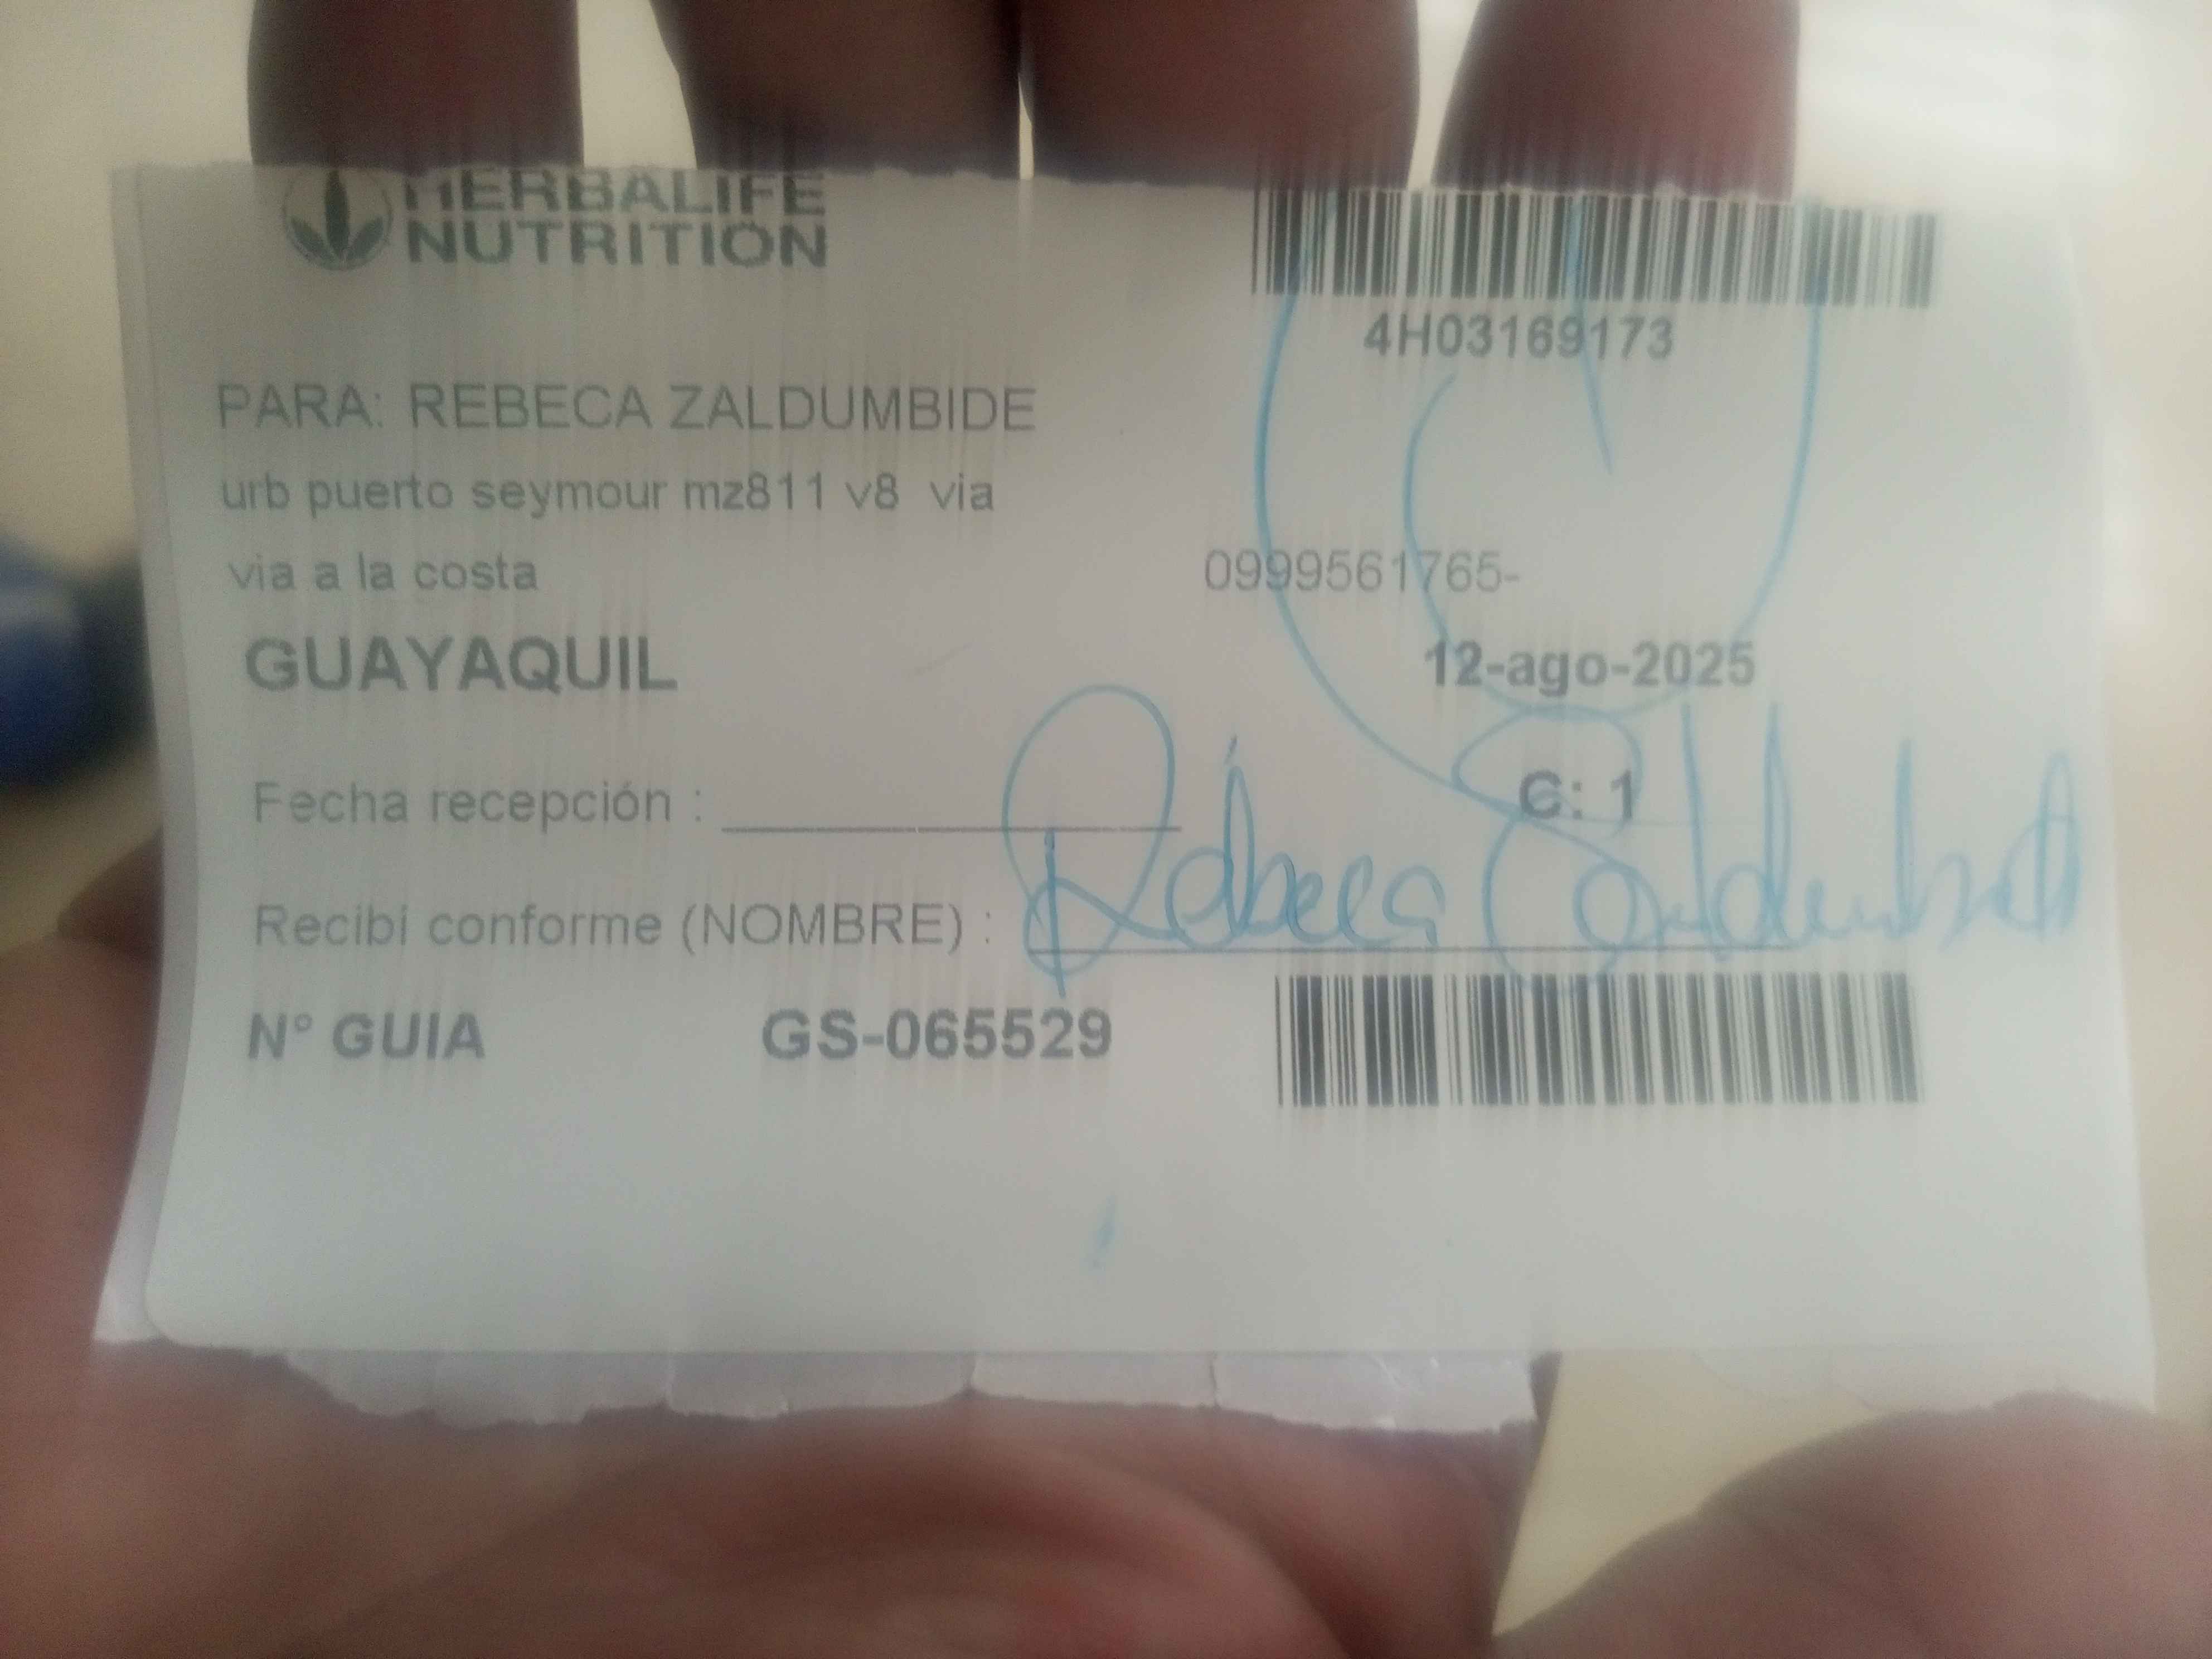 HERBALIFE
NUTRITION
4H03169173
PARA: REBECA ZALDUMBIDE
urb puerto seymour mz811 v8 via
via a la costa
0999561765-
GUAYAQUIL
12-ago-2025
C: 1
Fecha recepción :
Recibi conforme (NOMBRE) : Rebeca
N° GUIA GS-065529